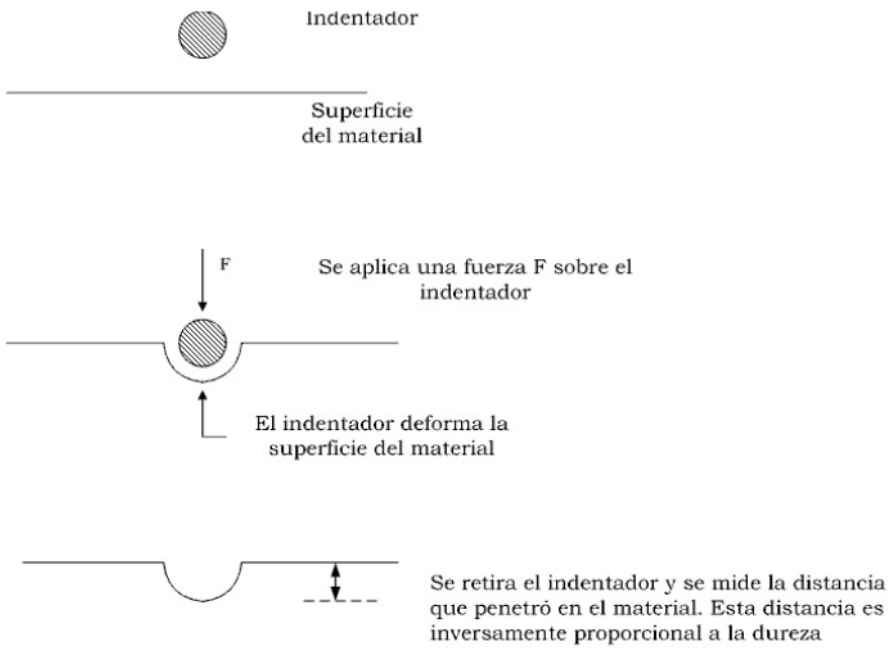 Indentador
Superficie
del material
F
Se aplica una fuerza F sobre el
indentador
El indentador deforma la
superficie del material
Se retira el indentador y se mide la distancia
que penetró en el material. Esta distancia es
inversamente proporcional a la dureza